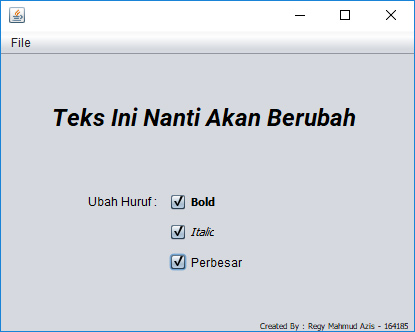 File
Teks Ini Nanti Akan Berubah
Ubah Huruf : Bold
Italic
Perbesar
Created By : Regy Mahmud Azis - 164185